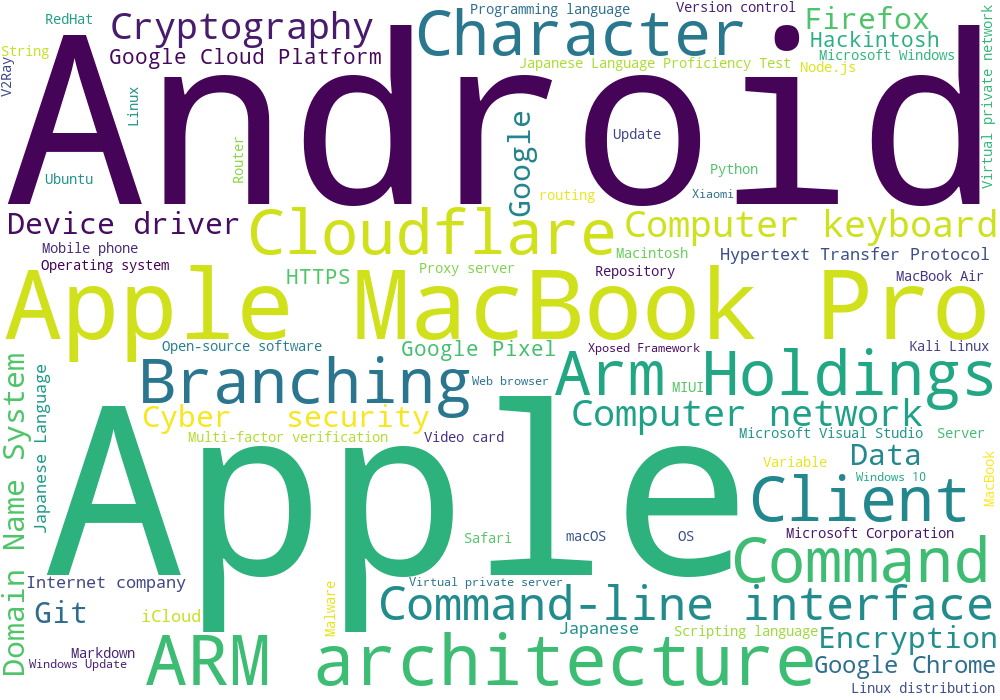 RedHat
Cryptography
Character
Programming language
Version control
Firefox
String
Google Cloud Platform
Hackintosh
Japanese Language Proficiency Test
Node.js
Microsoft Windows
V2Ray
Android
Linux
Virtual private network
Update
Router
Google
Python
Ubuntu
routing
Xiaomi
Device driver
Cloudflare
Computer keyboard
Mobile phone
Macintosh
Hypertext Transfer Protocol
Operating system
HTTPS
Proxy server
Repository
MacBook Air
Apple MacBook Pro
Open-source software
Google Pixel
Xposed Framework
Kali Linux
Domain Name System
Japanese Language
Branching
Web browser
Arm Holdings
MIUI
Cyber security
Computer network
Multi-factor verification
Video card
Microsoft Visual Studio
Server
Apple
Data
Variable
Windows 10
MacBook
Client
Safari
macOS
OS
Microsoft Corporation
Command
Internet company
Virtual private server
Git
iCloud
Malware
Command-line interface
Japanese
Scripting language
Encryption
Markdown
Windows Update
ARM architecture
Google Chrome
Linux distribution